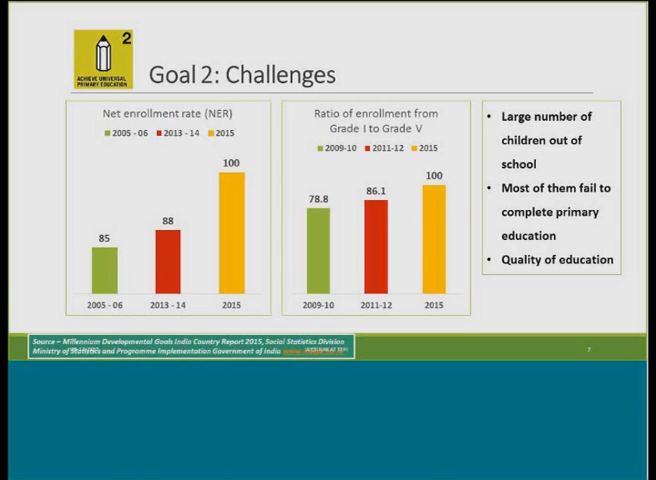 2
ACHIEVE UNIVERSAL
PRIMARY EDUCATION
Goal 2: Challenges
Net enrollment rate (NER)
2005 - 06 2013 - 14 2015
100
88
85
2005 - 06 2013 - 14 2015
Ratio of enrollment from
Grade I to Grade V
2009-10 2011-12 2015
100
86.1
78.8
2009-10 2011-12 2015
• Large number of
children out of
school
• Most of them fail to
complete primary
education
• Quality of education
Source – Millennium Developmental Goals India Country Report 2015, Social Statistics Division
Ministry of Statistics and Programme Implementation Government of India
7